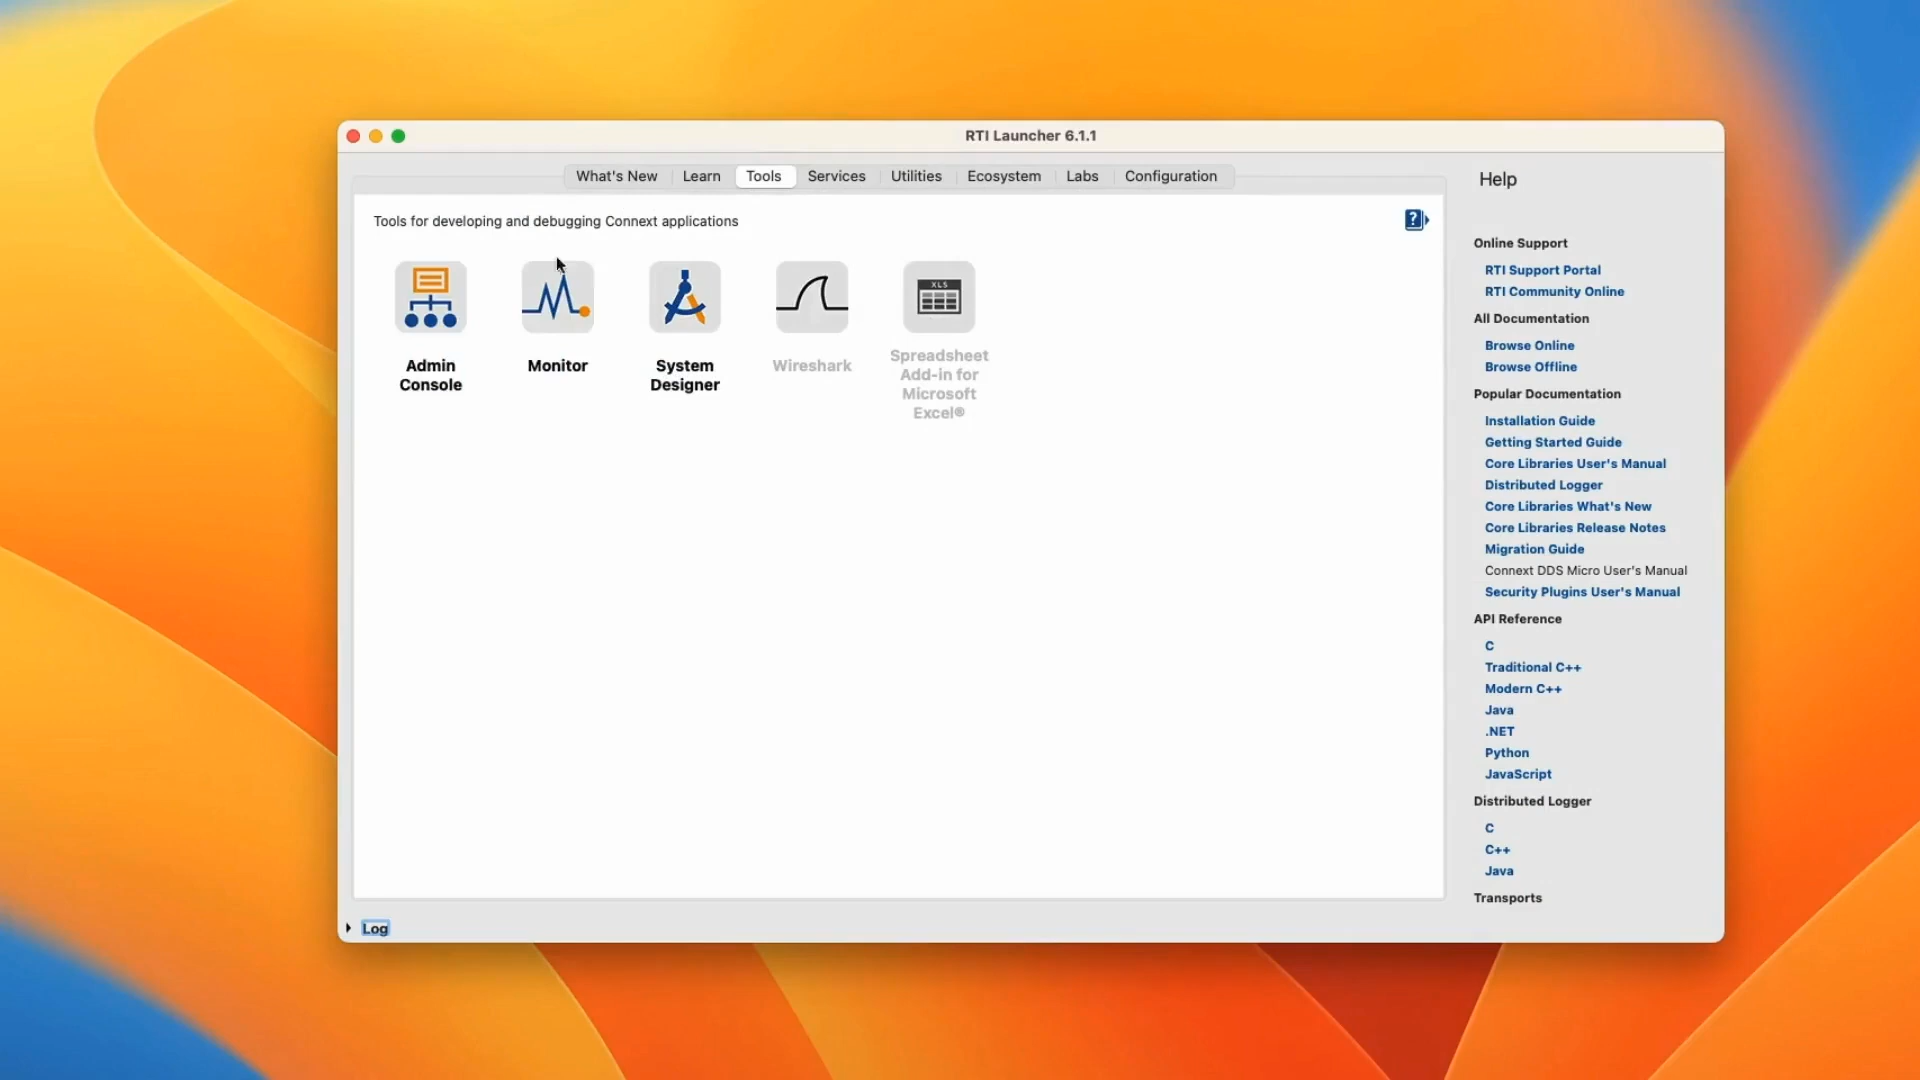 RTI Launcher 6.1.1
What's New Learn Tools Services Utilities Ecosystem Labs Configuration
Tools for developing and debugging Connext applications
?
XLS
Admin
Console
Monitor
System
Designer
Wireshark
Spreadsheet
Add-in for
Microsoft
Excel®
Log
Help
Online Support
RTI Support Portal
RTI Community Online
All Documentation
Browse Online
Browse Offline
Popular Documentation
Installation Guide
Getting Started Guide
Core Libraries User's Manual
Distributed Logger
Core Libraries What's New
Core Libraries Release Notes
Migration Guide
Connext DDS Micro User's Manual
Security Plugins User's Manual
API Reference
C
Traditional C++
Modern C++
Java
.NET
Python
JavaScript
Distributed Logger
C
C++
Java
Transports